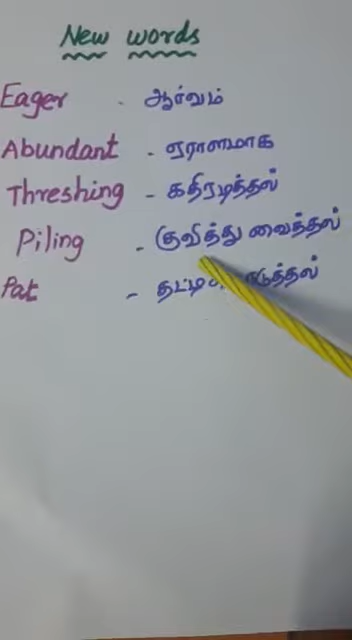 New words
Eager - ஆர்வம்
Abundant - ஏராளமாக
Threshing - கதிரடித்தல்
Piling - குவித்து வைத்தல்
Pat -